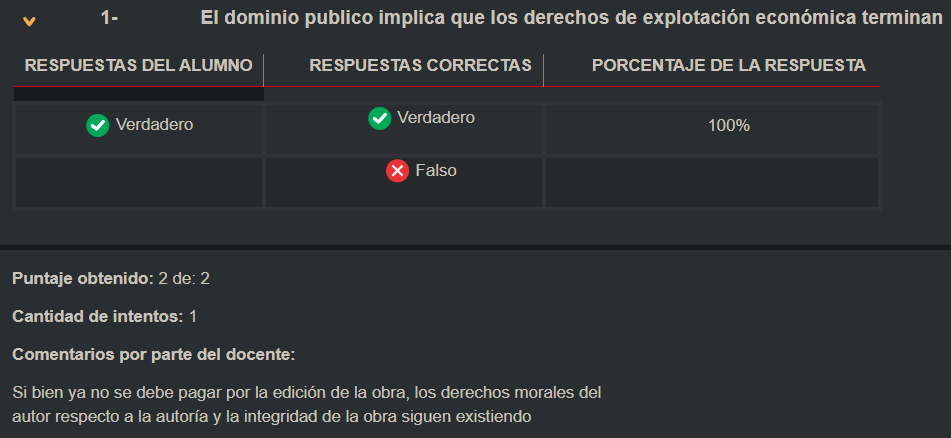 1- El dominio publico implica que los derechos de explotación económica terminan
RESPUESTAS DEL ALUMNO RESPUESTAS CORRECTAS PORCENTAJE DE LA RESPUESTA
Verdadero Verdadero 100%
Falso
Puntaje obtenido: 2 de: 2
Cantidad de intentos: 1
Comentarios por parte del docente:
Si bien ya no se debe pagar por la edición de la obra, los derechos morales del
autor respecto a la autoría y la integridad de la obra siguen existiendo